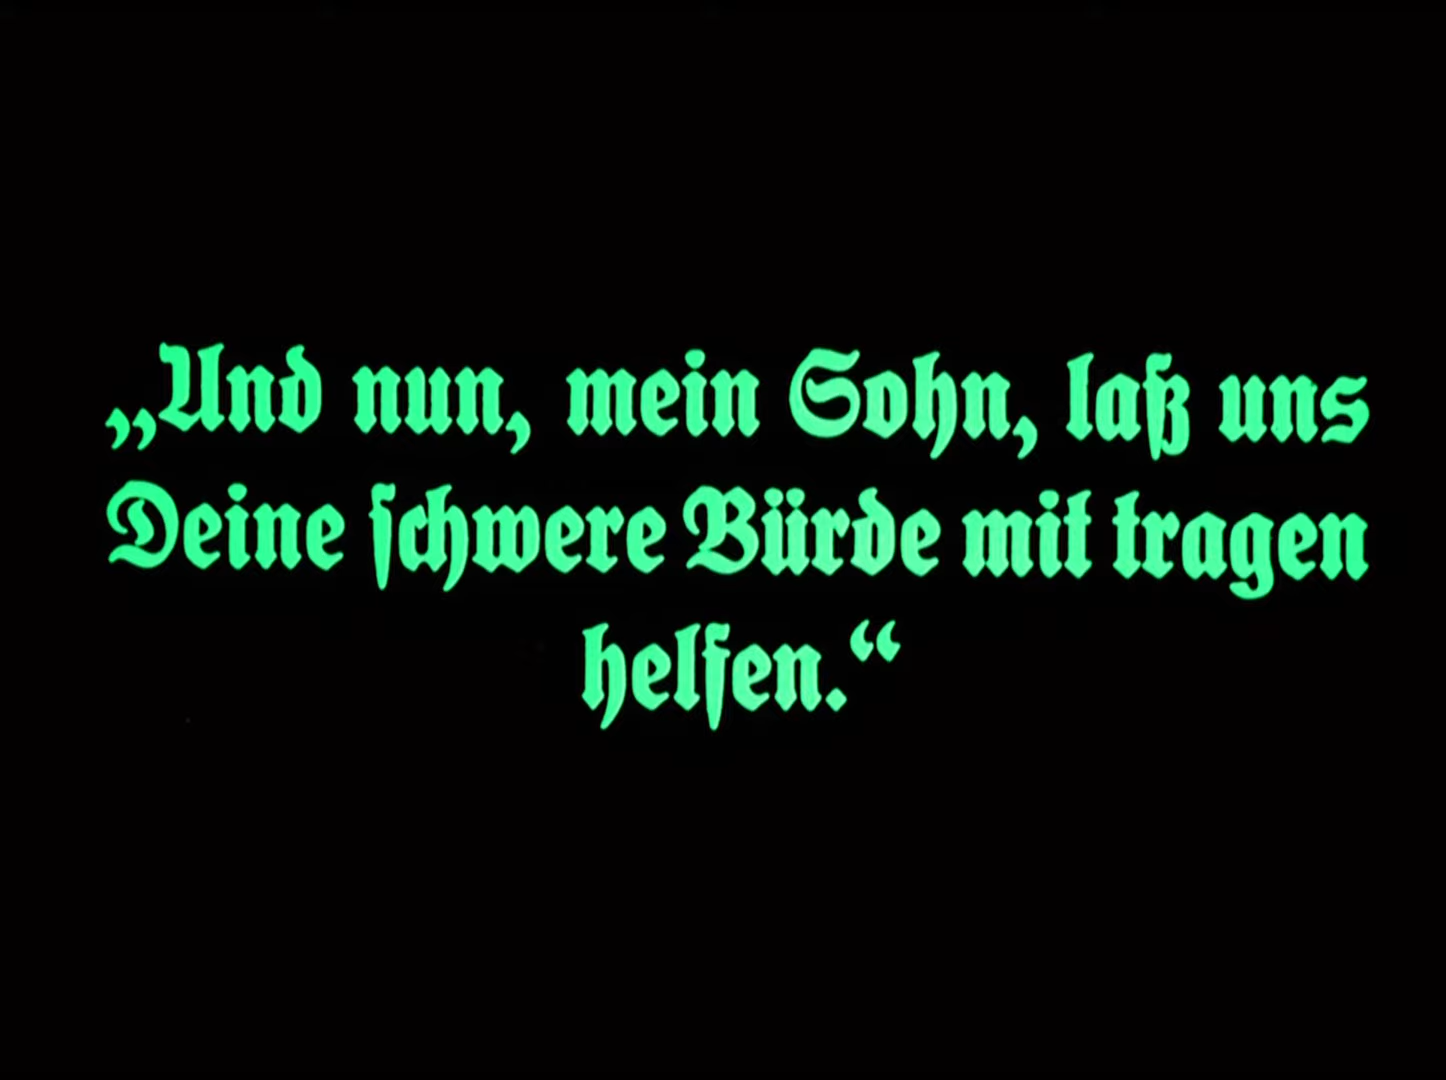 „Und nun, mein Sohn, laß uns
Deine schwere Bürde mit tragen
helfen.“